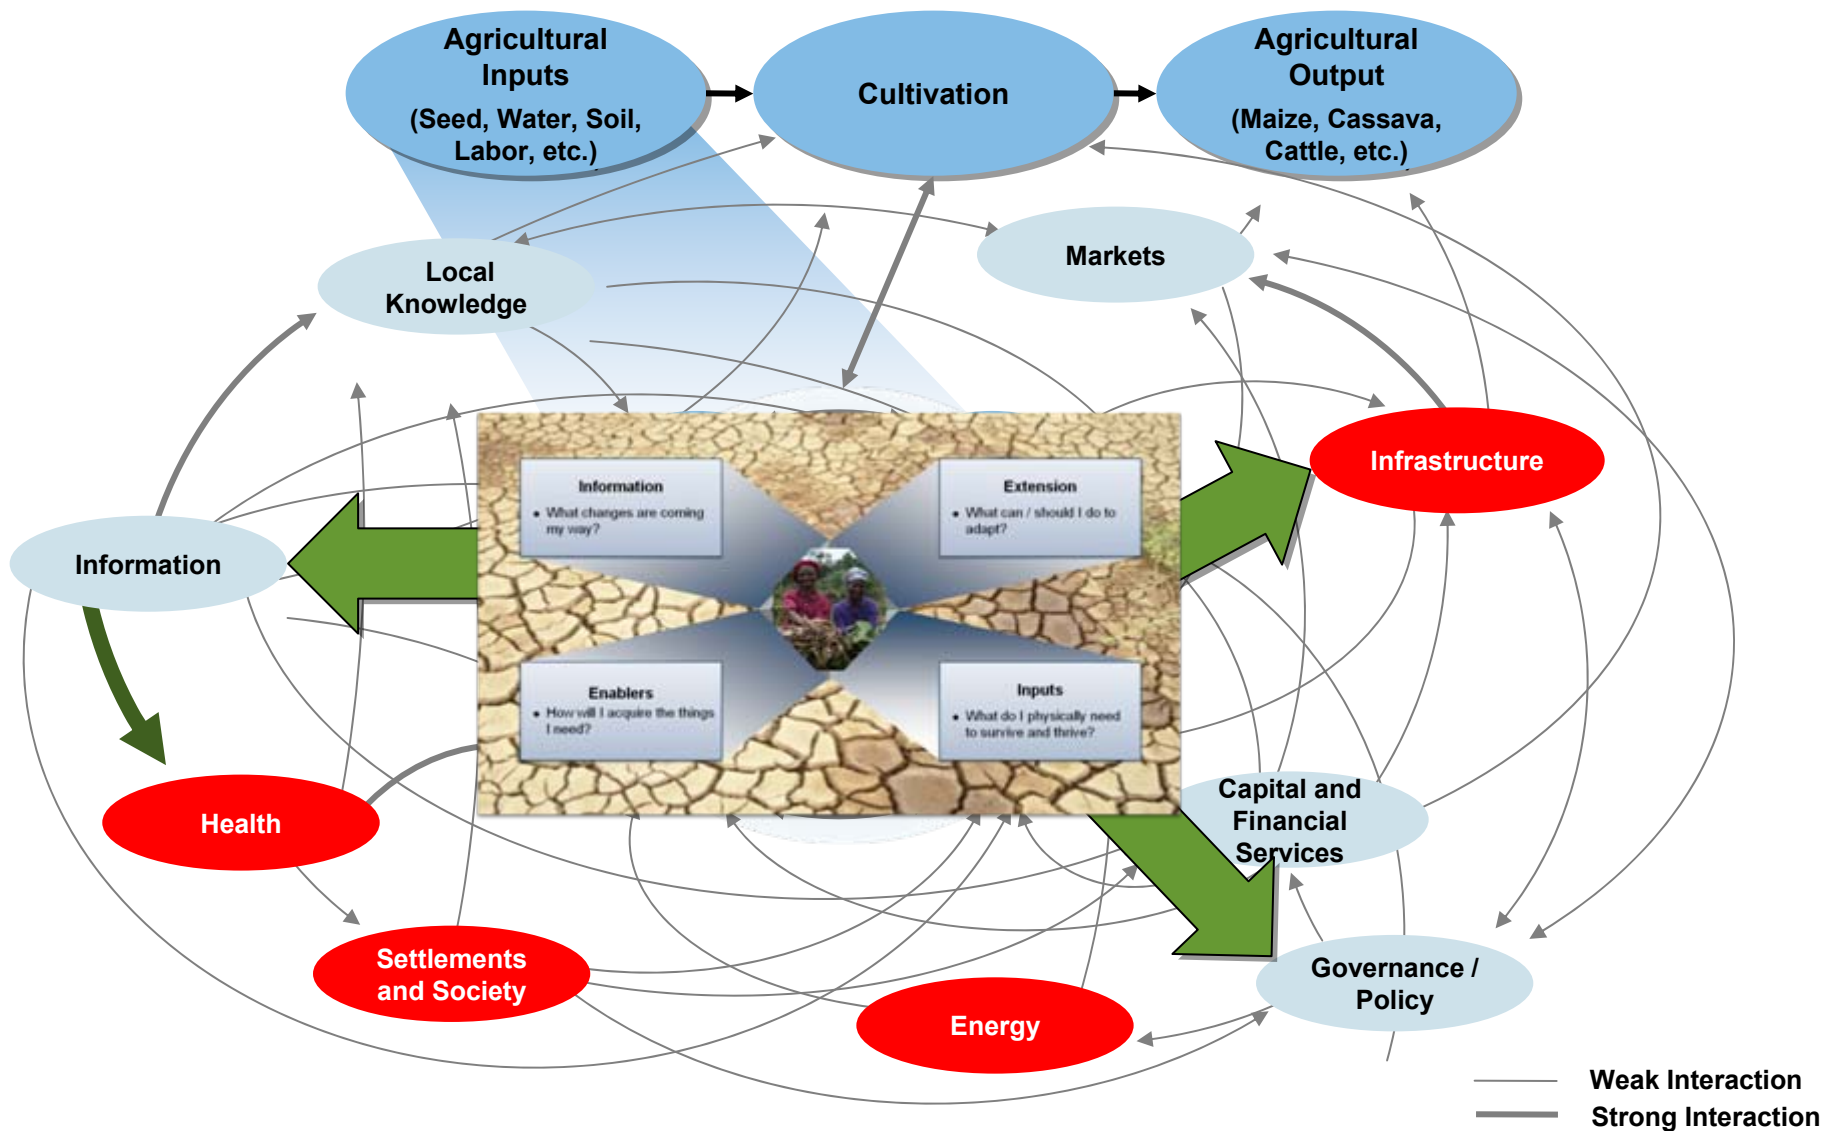 Agricultural
Inputs
(Seed, Water, Soil,
Labor, etc.)
Cultivation
Agricultural
Output
(Maize, Cassava,
Cattle, etc.)
Local
Knowledge
Markets
Infrastructure
Information
• What changes are coming
my way?
Extension
• What can / should I do to
adapt?
Information
Enablers
• How will I acquire the things
I need?
Inputs
• What do I physically need
to survive and thrive?
Health
Capital and
Financial
Services
Settlements
and Society
Energy
Governance /
Policy
Weak Interaction
Strong Interaction